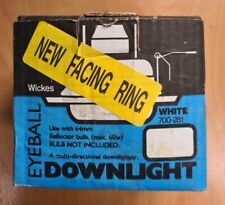 NEW FACING RING
Wickes
WHITE
700-281
Use with 64mm
Reflector bulb. (max. 60w)
BULB NOT INCLUDED.
A multi-directional downlighter.
EYEBALL
DOWNLIGHT